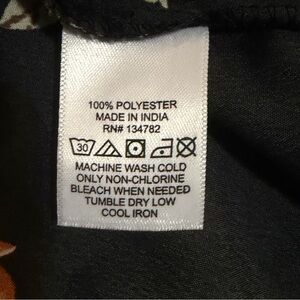 100% POLYESTER
MADE IN INDIA
RN# 134782
30
MACHINE WASH COLD
ONLY NON-CHLORINE
BLEACH WHEN NEEDED
TUMBLE DRY LOW
COOL IRON